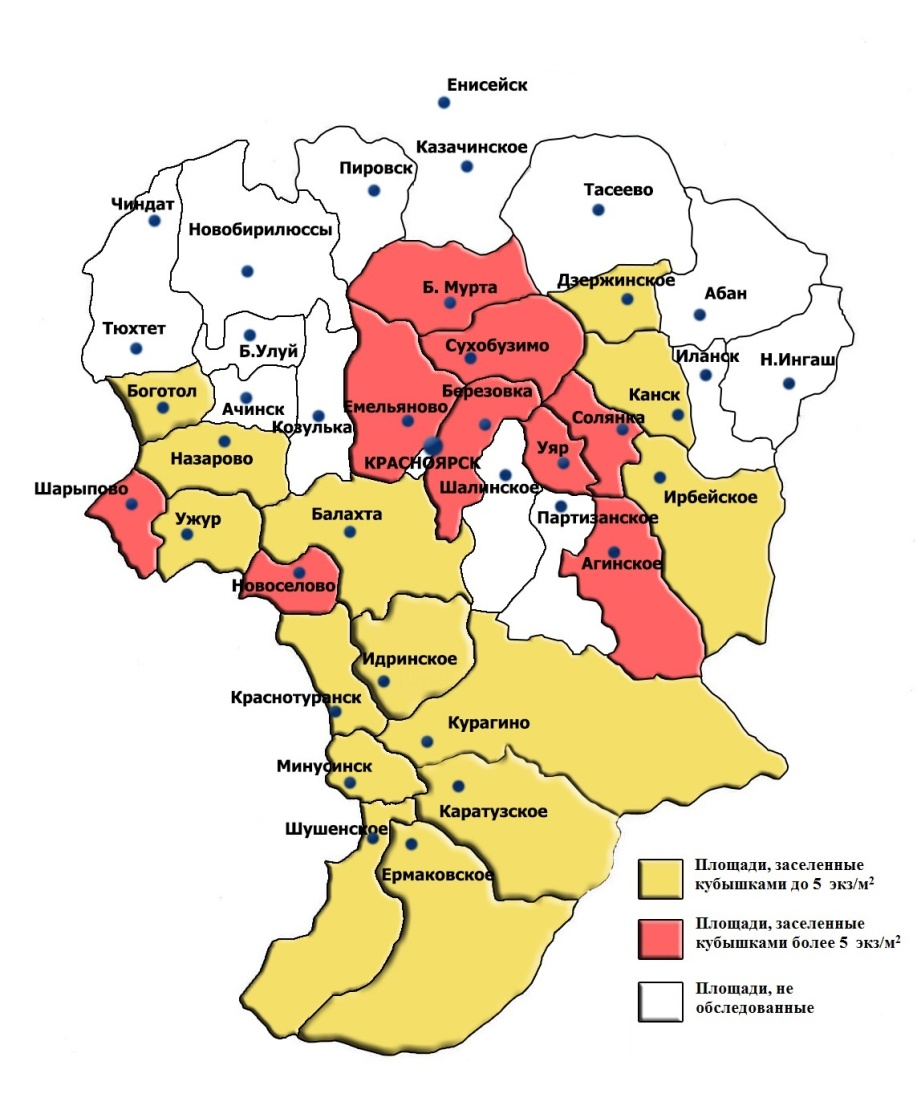 Енисейск
Казачинское
Пировск
Тасеево
Чиндат
Новобирилюссы
Дзержинское
Б. Мурта
Абан
Тюхтет
Б.Улуй
Сухобузимо
Иланск
Н.Ингаш
Боготол
Березовка
Канск
Ачинск
Емельяново
Солянка
Козулька
Уяр
Назарово
КРАСНОЯРСК
Шарыпово
Шалинское
Ирбейское
Ужур
Балахта
Партизанское
Агинское
Новоселово
Идринское
Краснотуранск
Курагино
Минусинск
Каратузское
Шушенское
Ермаковское
Площади, заселенные
кубышками до 5 экз/м²
Площади, заселенные
кубышками более 5 экз/м²
Площади, не
обследованные